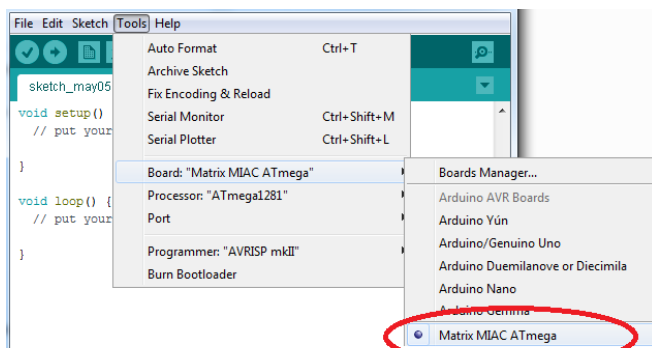 File Edit Sketch Tools Help
Auto Format Ctrl+T
Archive Sketch
Fix Encoding & Reload
Serial Monitor Ctrl+Shift+M
Serial Plotter Ctrl+Shift+L
Board: "Matrix MIAC ATmega"
Processor: "ATmega1281"
Port
Programmer: "AVRISP mkII"
Burn Bootloader
sketch_may05
void setup()
// put your
}
void loop() {
// put your
}
Boards Manager...
Arduino AVR Boards
Arduino Yún
Arduino/Genuino Uno
Arduino Duemilanove or Diecimila
Arduino Nano
Arduino Gemma
Matrix MIAC ATmega